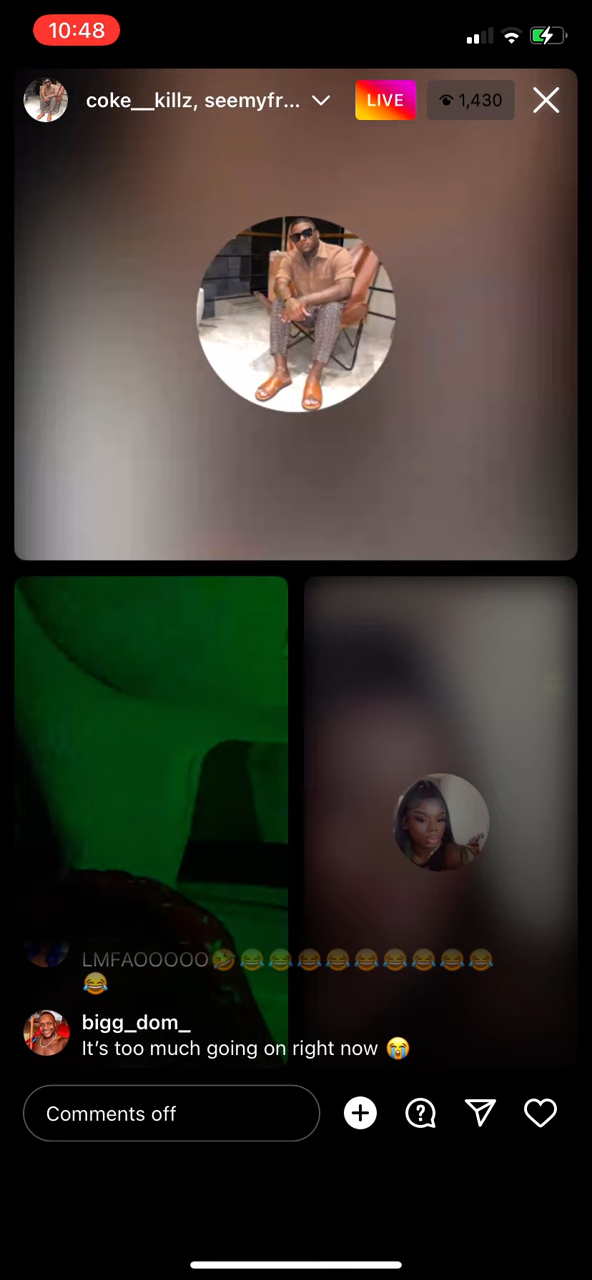 10:48
coke__killz, seemyfr...
LIVE
1,430
LMFAOOOOO🤣😂😂😂😂😂😂😂😂😂
😂
bigg_dom_
It’s too much going on right now 😭
Comments off